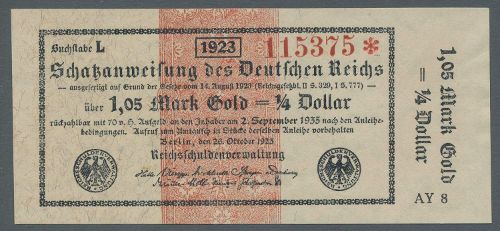 Buchstabe L
1923
115375 *
Schatzanweisung des Deutschen Reichs
ausgefertigt auf Grund der Gesetze vom 14. August 1923 (Reichsgesetzbl. II S. 329, I S. 777)
über 1,05 Mark Gold = ¼ Dollar
rückzahlbar mit 70 v. H. Aufgeld an den Inhaber am 2. September 1935 nach den Anleihe-
bedingungen. Aufruf zum Umtausch in Stücke derselben Anleihe vorbehalten
Berlin, den 26. Oktober 1923
Reichsschuldenverwaltung
1,05 Mark Gold
= ¼ Dollar
AY 8